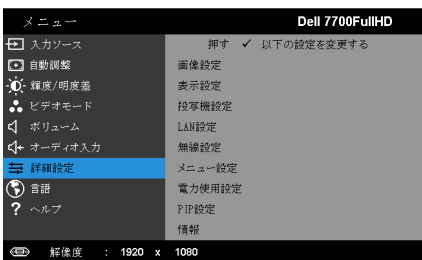 メニュー Dell 7700FullHD
入力ソース
自動調整
輝度/明度差
ビデオモード
ボリューム
オーディオ入力
詳細設定
言語
? ヘルプ
押す ✓ 以下の設定を変更する
画像設定
表示設定
投写機設定
LAN設定
無線設定
メニュー設定
電力使用設定
PIP設定
情報
解像度 : 1920 x 1080